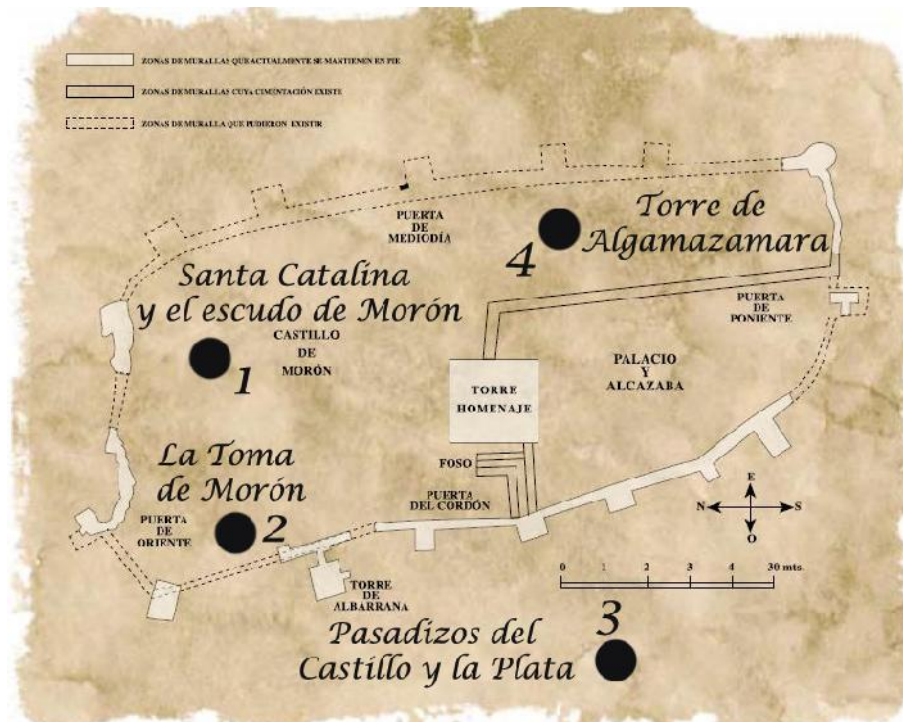 ZONAS DE MURALLAS QUE ACTUALMENTE SE MANTIENEN EN PIE
ZONAS DE MURALLAS CUYA CIMENTACIÓN EXISTE
ZONAS DE MURALLA QUE PUDIERON EXISTIR
PUERTA
DE
MEDIODÍA
4
Torre de
Algamazamara
Santa Catalina
y el escudo de Morón
CASTILLO
DE
MORÓN
1
PUERTA
DE
PONIENTE
PALACIO
Y
ALCAZABA
TORRE
HOMENAJE
La Toma
de Morón
2
PUERTA
DE
ORIENTE
FOSO
PUERTA
DEL CORDÓN
E
N
S
O
0 1 2 3 4 30 mts.
TORRE
DE
ALBARRANA
Pasadizos del
Castillo y la Plata
3